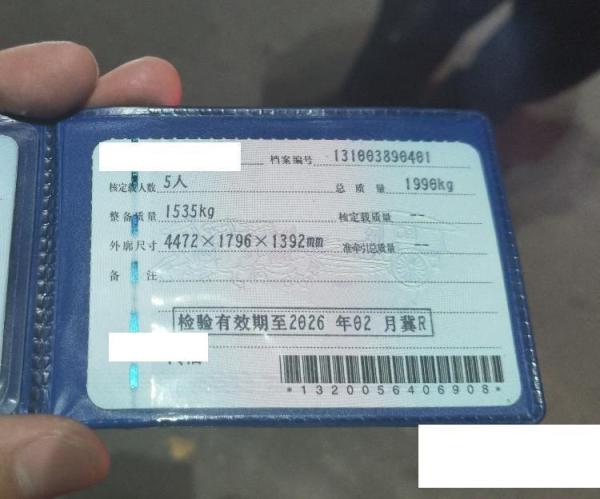 档案编号 131003890401
核定载人数 5人 总质量 1990kg
整备质量 1535kg 核定载质量 --
外廓尺寸 4472×1796×1392mm 准牵引总质量 --
备注
检验有效期至2026 年02 月冀R
*1320056406908*